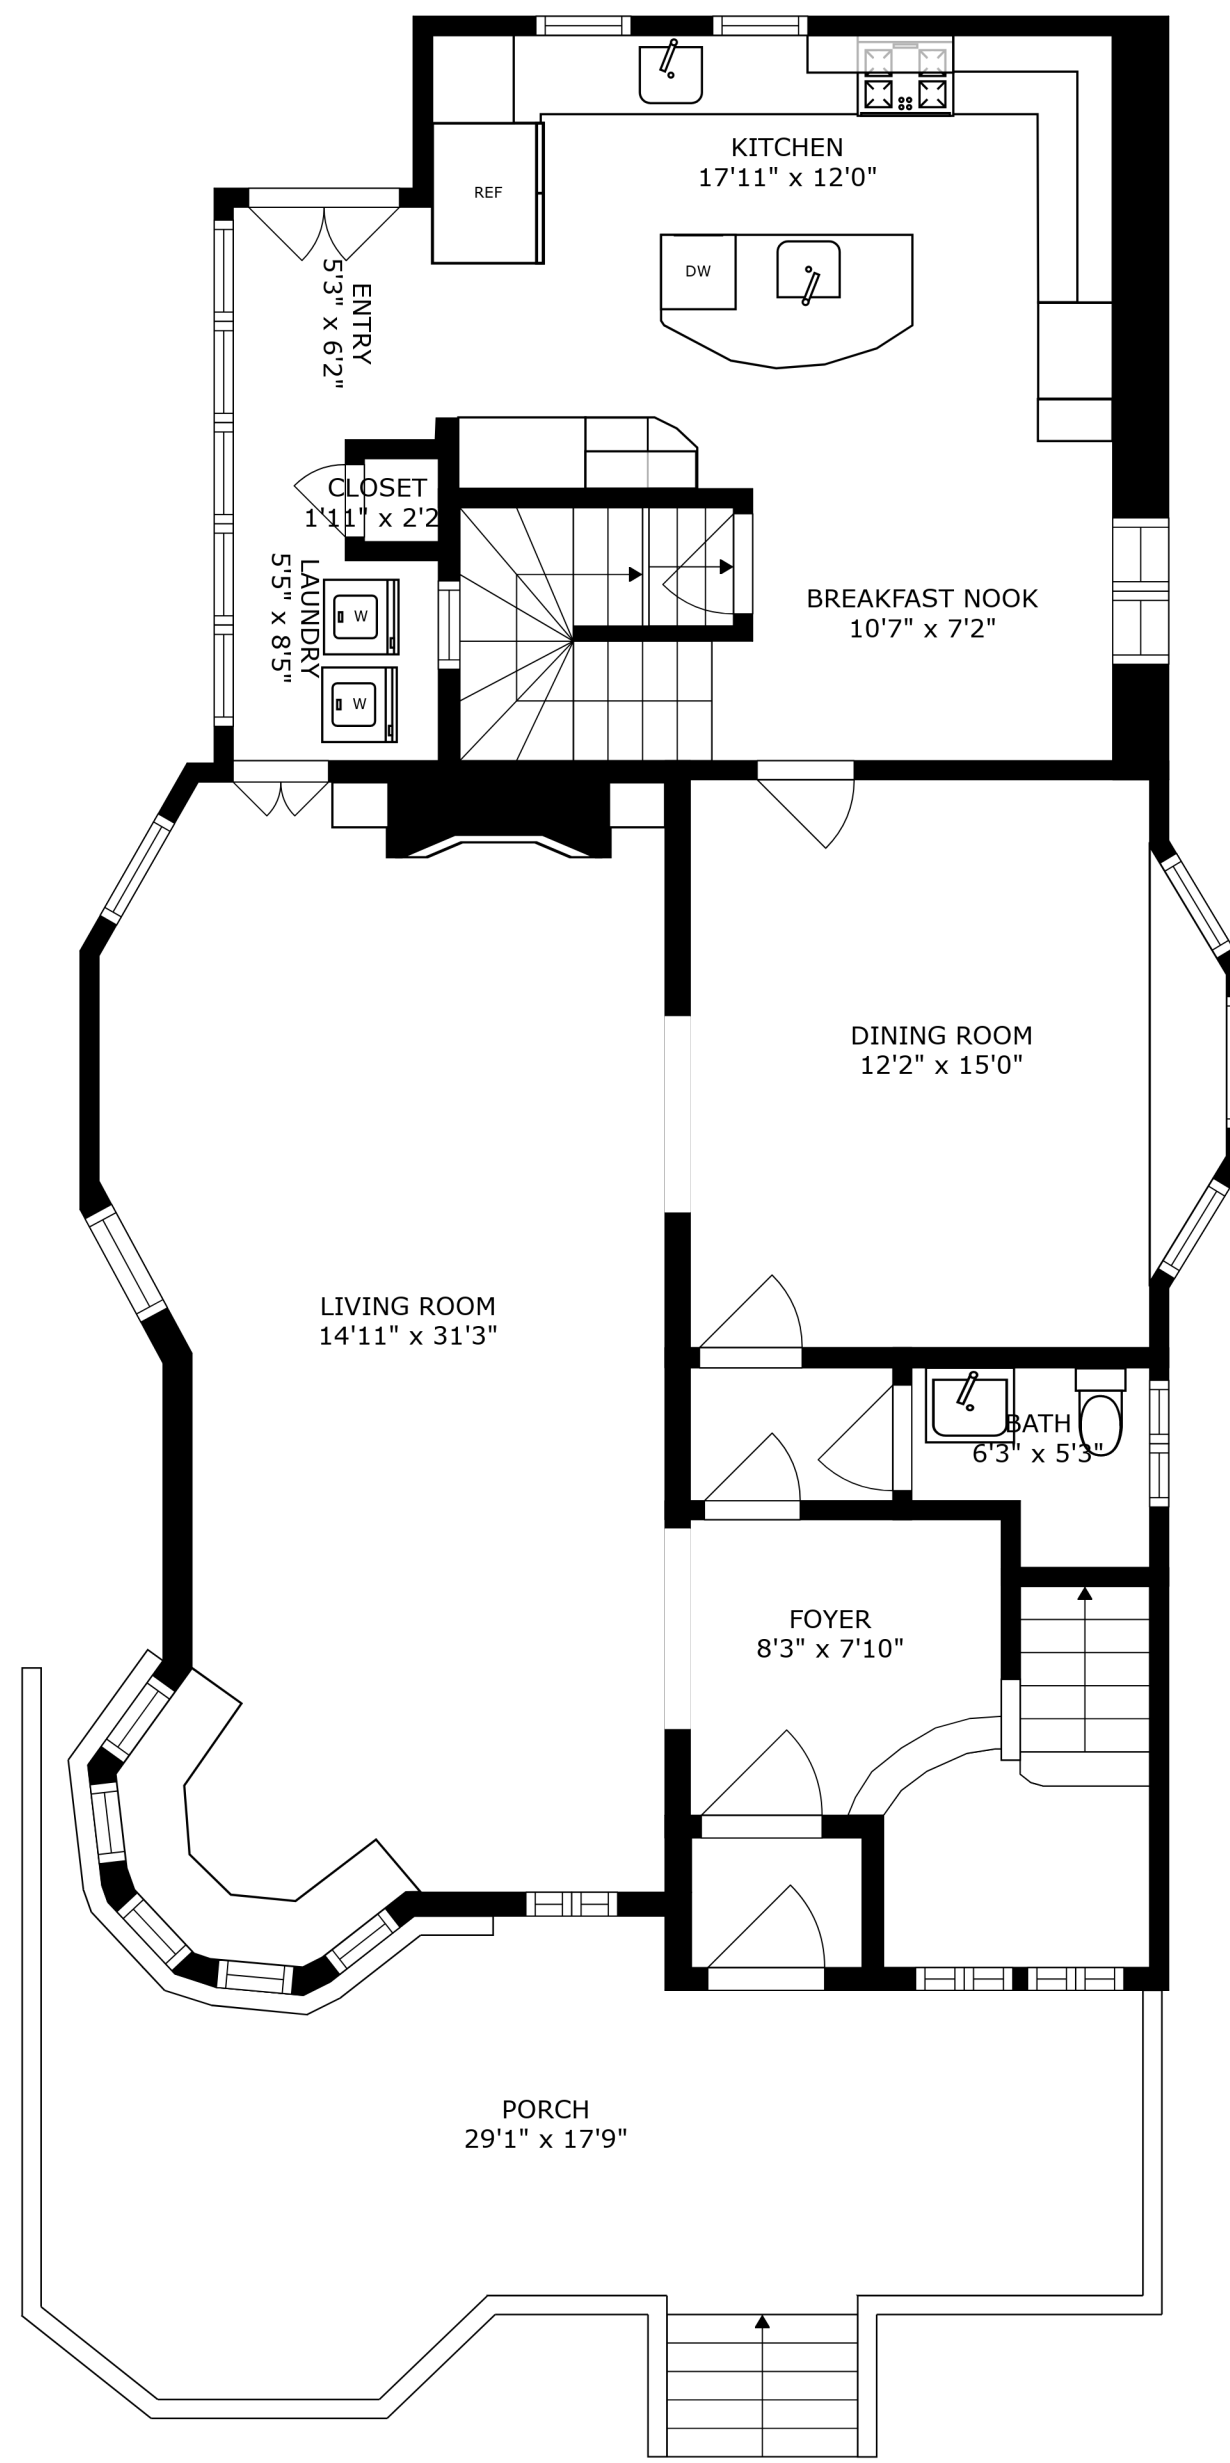 KITCHEN
17'11" x 12'0"
REF
DW
ENTRY
5'3" x 6'2"
CLOSET
1'11" x 2'2
LAUNDRY
5'5" x 8'5"
W
W
BREAKFAST NOOK
10'7" x 7'2"
DINING ROOM
12'2" x 15'0"
LIVING ROOM
14'11" x 31'3"
BATH
6'3" x 5'3"
FOYER
8'3" x 7'10"
PORCH
29'1" x 17'9"